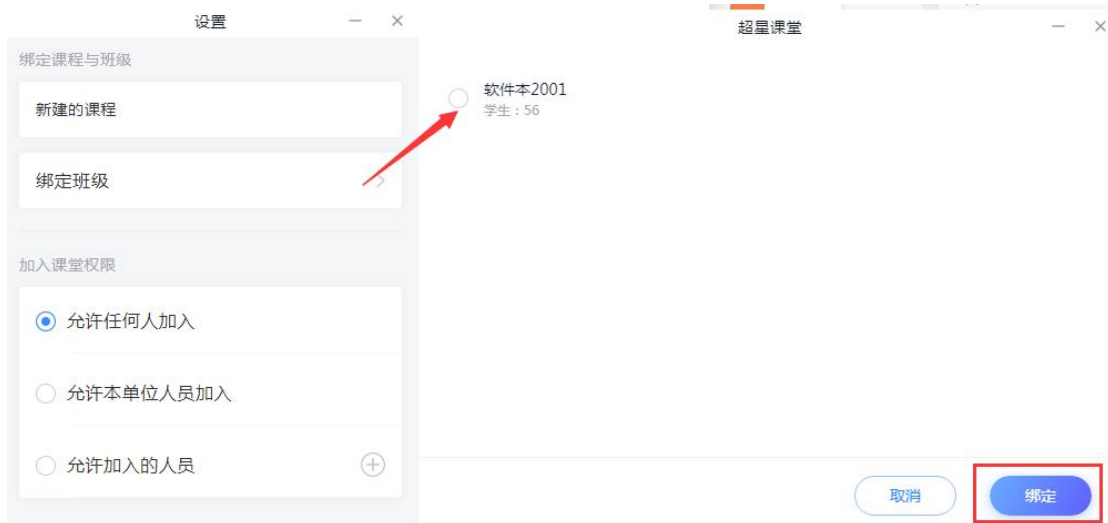 设置
绑定课程与班级
新建的课程
绑定班级
加入课堂权限
允许任何人加入
允许本单位人员加入
允许加入的人员
超星课堂
软件本2001
学生：56
取消
绑定